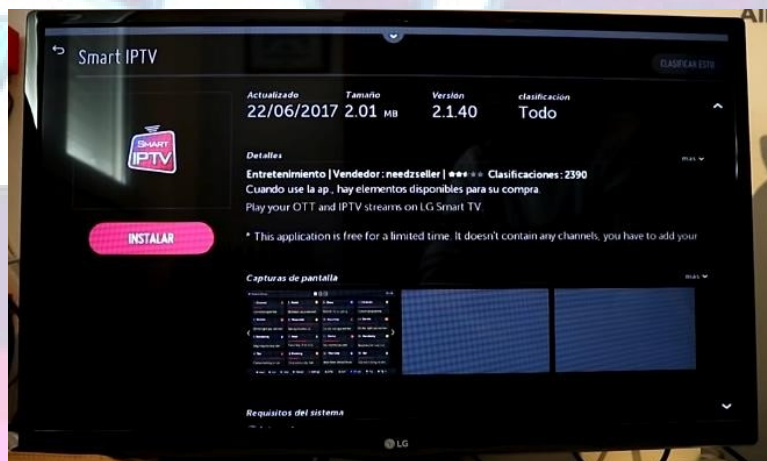 Smart IPTV
CLASIFICAR ESTO
Actualizado Tamaño Versión clasificación
22/06/2017 2.01 MB 2.1.40 Todo
SMART
IPTV
INSTALAR
Detalles
más
Entretenimiento | Vendedor : needzseller | Clasificaciones : 2390
Cuando use la ap., hay elementos disponibles para su compra.
Play your OTT and IPTV streams on LG Smart TV.
* This application is free for a limited time. It doesn't contain any channels, you have to add your
Capturas de pantalla
más
Requisitos del sistema
LG